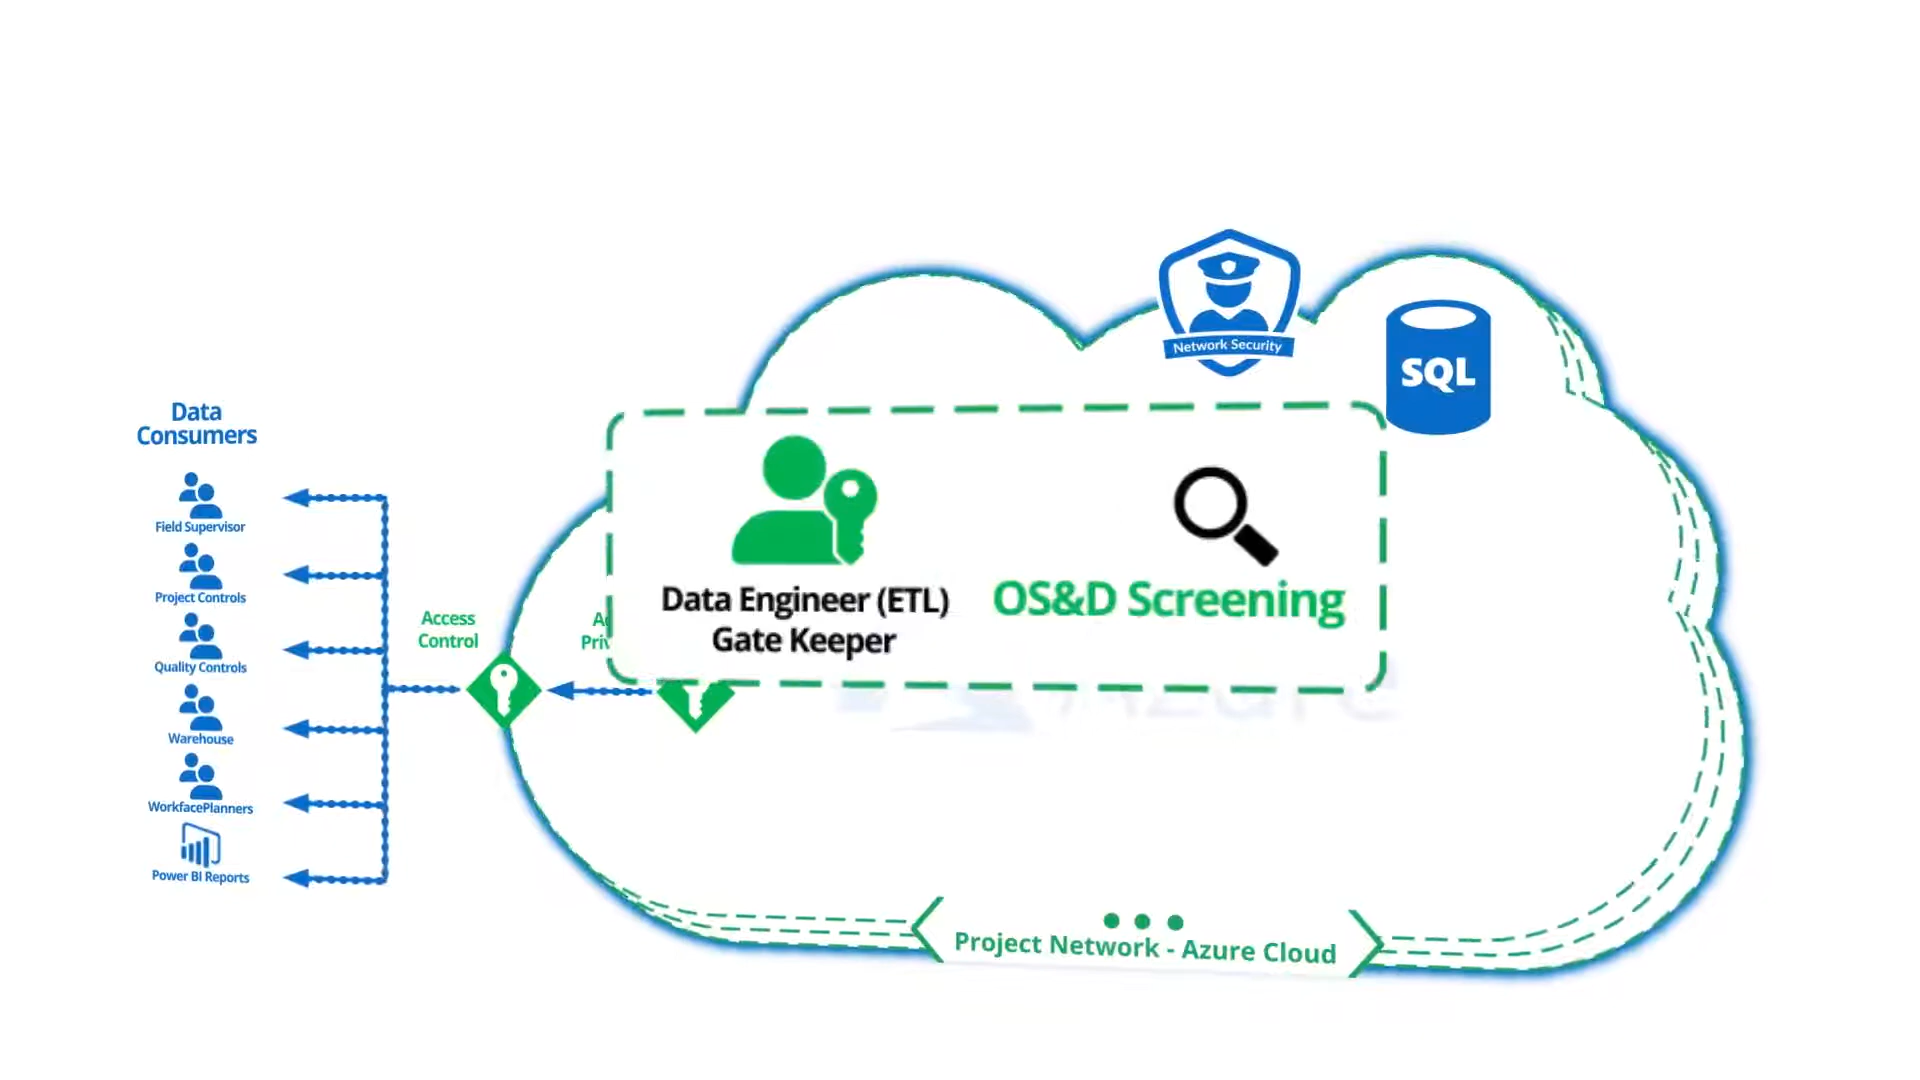 Network Security
SQL
Data
Consumers
Field Supervisor
Project Controls
Quality Controls
Warehouse
WorkfacePlanners
Power BI Reports
Access
Control
Data Engineer (ETL)
Gate Keeper
OS&D Screening
Azure
Project Network - Azure Cloud